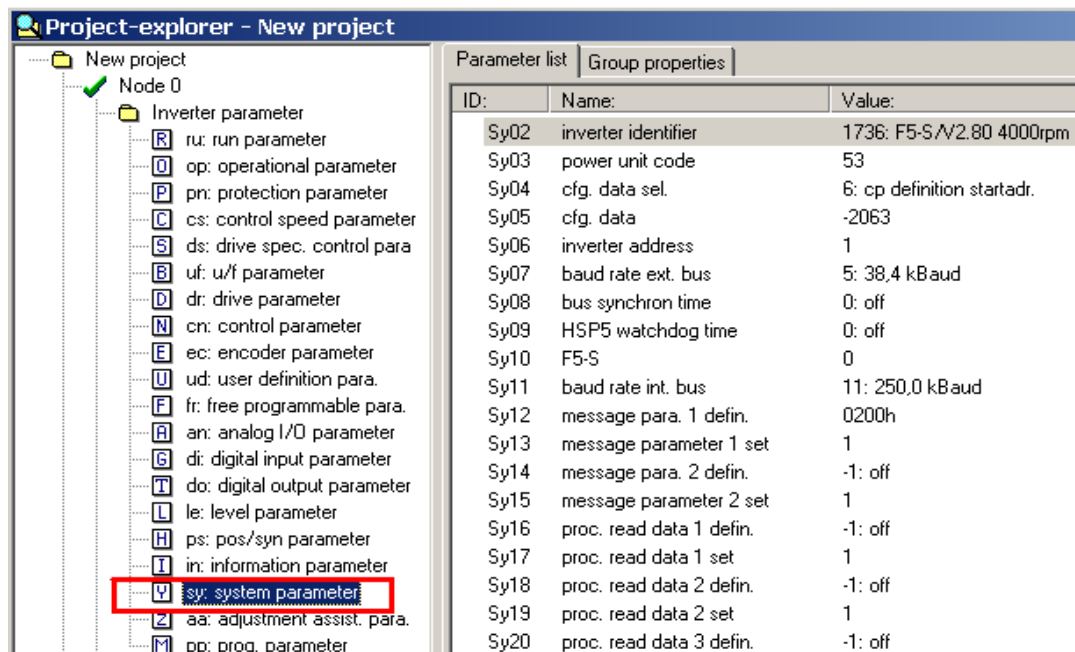 Project-explorer - New project
New project
Node 0
Inverter parameter
R ru: run parameter
O op: operational parameter
P pn: protection parameter
C cs: control speed parameter
S ds: drive spec. control para
B uf: u/f parameter
D dr: drive parameter
N cn: control parameter
E ec: encoder parameter
U ud: user definition para.
F fr: free programmable para.
A an: analog I/O parameter
G di: digital input parameter
T do: digital output parameter
L le: level parameter
H ps: pos/syn parameter
I in: information parameter
Y sy: system parameter
Z aa: adjustment assist. para.
M pp: prog. parameter
Parameter list Group properties
ID: Name: Value:
Sy02 inverter identifier 1736: F5-S/V2.80 4000rpm
Sy03 power unit code 53
Sy04 cfg. data sel. 6: cp definition startadr.
Sy05 cfg. data -2063
Sy06 inverter address 1
Sy07 baud rate ext. bus 5: 38,4 kBaud
Sy08 bus synchron time 0: off
Sy09 HSP5 watchdog time 0: off
Sy10 F5-S 0
Sy11 baud rate int. bus 11: 250,0 kBaud
Sy12 message para. 1 defin. 0200h
Sy13 message parameter 1 set 1
Sy14 message para. 2 defin. -1: off
Sy15 message parameter 2 set 1
Sy16 proc. read data 1 defin. -1: off
Sy17 proc. read data 1 set 1
Sy18 proc. read data 2 defin. -1: off
Sy19 proc. read data 2 set 1
Sy20 proc. read data 3 defin. -1: off